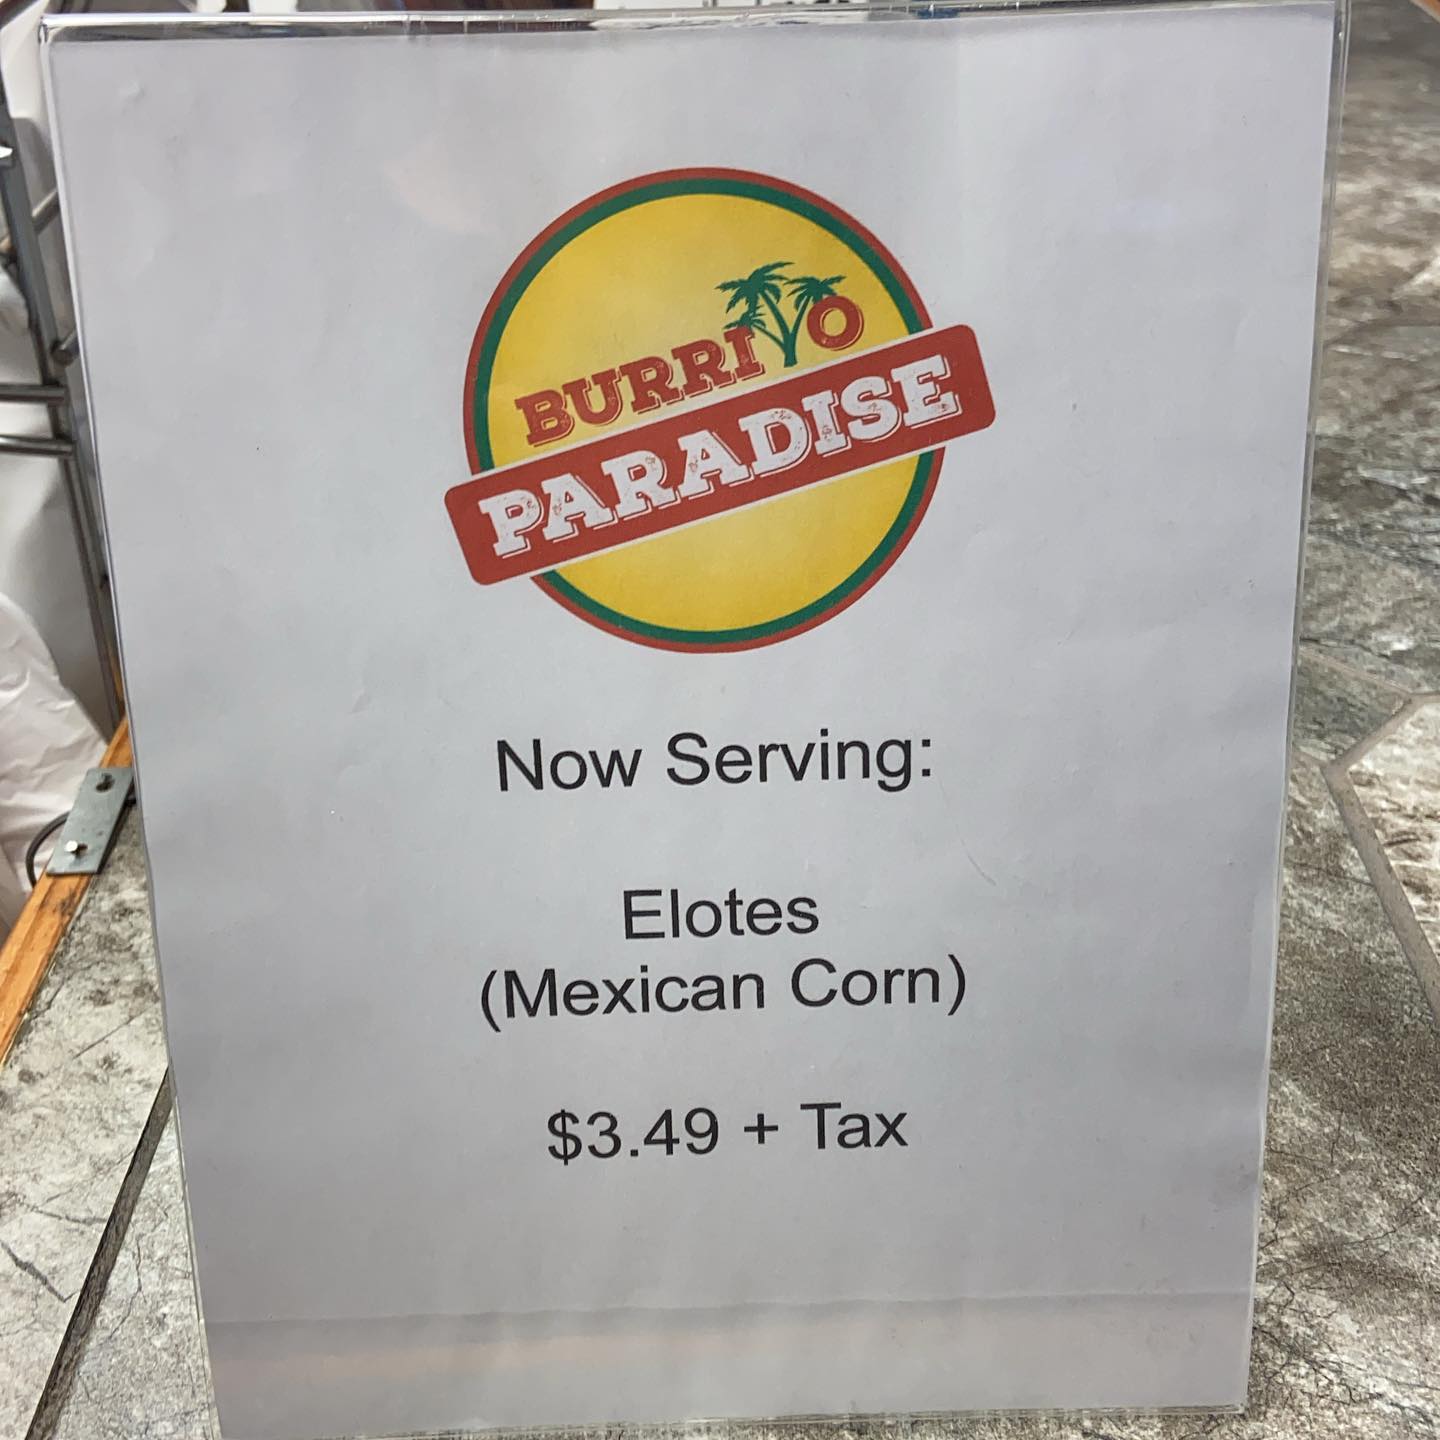 BURRITO
PARADISE
Now Serving:
Elotes
(Mexican Corn)
$3.49 + Tax